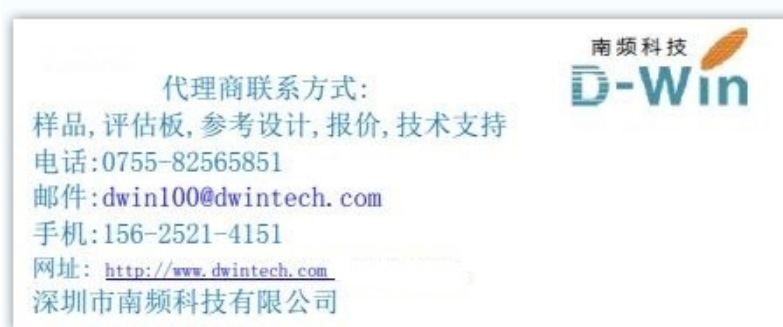 南频科技
D-Win
代理商联系方式:
样品,评估板,参考设计,报价,技术支持
电话:0755-82565851
邮件:dwin100@dwintech.com
手机:156-2521-4151
网址: http://www.dwintech.com
深圳市南频科技有限公司